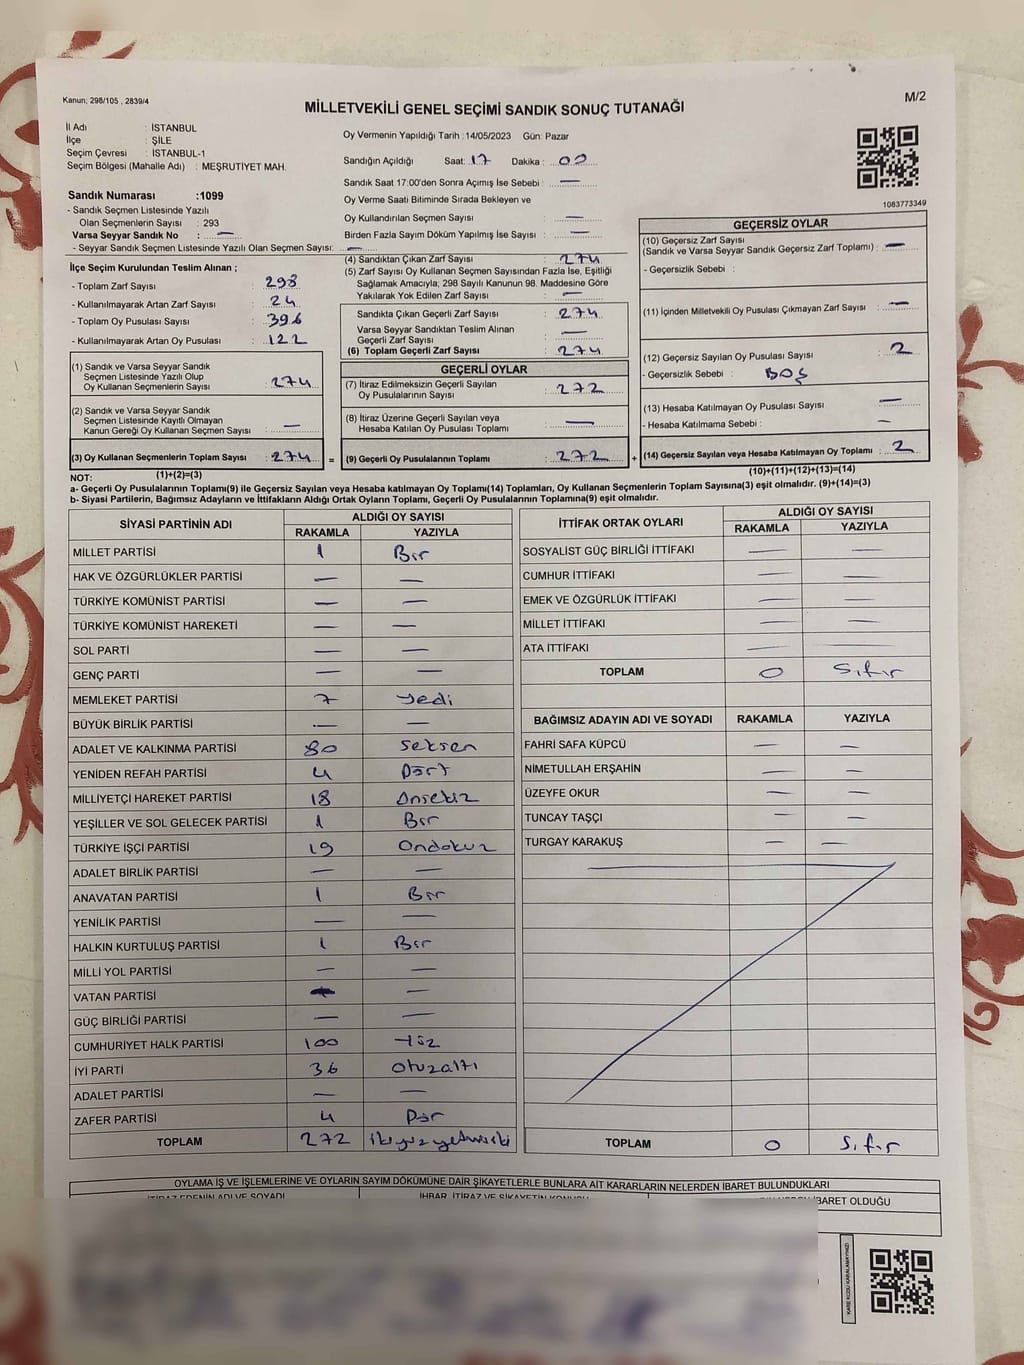 Kanun; 298/105 , 2839/4
MİLLETVEKİLİ GENEL SEÇİMİ SANDIK SONUÇ TUTANAĞI
M/2
İl Adı : İSTANBUL
İlçe : ŞİLE
Seçim Çevresi : İSTANBUL-1
Seçim Bölgesi (Mahalle Adı) : MEŞRUTİYET MAH.
Sandık Numarası :1099
- Sandık Seçmen Listesinde Yazılı
Olan Seçmenlerin Sayısı : 293
Varsa Seyyar Sandık No : —
- Seyyar Sandık Seçmen Listesinde Yazılı Olan Seçmen Sayısı: —
Oy Vermenin Yapıldığı Tarih :14/05/2023 Gün: Pazar
Sandığın Açıldığı Saat: 17 Dakika : 00
Sandık Saat 17:00'den Sonra Açımış İse Sebebi : —
Oy Verme Saati Bitiminde Sırada Bekleyen ve
Oy Kullandırılan Seçmen Sayısı : —
Birden Fazla Sayım Döküm Yapılmış İse Sayısı : —
1083773349
İlçe Seçim Kurulundan Teslim Alınan ;
- Toplam Zarf Sayısı : 298
- Kullanılmayarak Artan Zarf Sayısı : 24
- Toplam Oy Pusulası Sayısı : 396
- Kullanılmayarak Artan Oy Pusulası : 122
(4) Sandıktan Çıkan Zarf Sayısı : 274
(5) Zarf Sayısı Oy Kullanan Seçmen Sayısından Fazla İse, Eşitliği
Sağlamak Amacıyla; 298 Sayılı Kanunun 98. Maddesine Göre
Yakılarak Yok Edilen Zarf Sayısı : —
Sandıkta Çıkan Geçerli Zarf Sayısı : 274
Varsa Seyyar Sandıktan Teslim Alınan
Geçerli Zarf Sayısı : —
(6) Toplam Geçerli Zarf Sayısı : 274
GEÇERSİZ OYLAR
(10) Geçersiz Zarf Sayısı
(Sandık ve Varsa Seyyar Sandık Geçersiz Zarf Toplamı) : —
- Geçersizlik Sebebi :
(11) İçinden Milletvekili Oy Pusulası Çıkmayan Zarf Sayısı : —
(12) Geçersiz Sayılan Oy Pusulası Sayısı : 2
- Geçersizlik Sebebi : BOŞ
(13) Hesaba Katılmayan Oy Pusulası Sayısı : —
- Hesaba Katılmama Sebebi : —
(14) Geçersiz Sayılan veya Hesaba Katılmayan Oy Toplamı : 2
(1) Sandık ve Varsa Seyyar Sandık
Seçmen Listesinde Yazılı Olup
Oy Kullanan Seçmenlerin Sayısı : 274
(2) Sandık ve Varsa Seyyar Sandık
Seçmen Listesinde Kayıtlı Olmayan
Kanun Gereği Oy Kullanan Seçmen Sayısı : —
(3) Oy Kullanan Seçmenlerin Toplam Sayısı : 274 =
GEÇERLİ OYLAR
(7) İtiraz Edilmeksizin Geçerli Sayılan
Oy Pusulalarının Sayısı : 272
(8) İtiraz Üzerine Geçerli Sayılan veya
Hesaba Katılan Oy Pusulası Toplamı : —
(9) Geçerli Oy Pusulalarının Toplamı : 272 +
NOT: (1)+(2)=(3)
(10)+(11)+(12)+(13)=(14)
a- Geçerli Oy Pusulalarının Toplamı(9) ile Geçersiz Sayılan veya Hesaba katılmayan Oy Toplamı(14) Toplamları, Oy Kullanan Seçmenlerin Toplam Sayısına(3) eşit olmalıdır. (9)+(14)=(3)
b- Siyasi Partilerin, Bağımsız Adayların ve İttifakların Aldığı Ortak Oyların Toplamı, Geçerli Oy Pusulalarının Toplamına(9) eşit olmalıdır.
SİYASİ PARTİNİN ADI ALDIĞI OY SAYISI
RAKAMLA YAZIYLA
MİLLET PARTİSİ 1 Bir
HAK VE ÖZGÜRLÜKLER PARTİSİ — —
TÜRKİYE KOMÜNİST PARTİSİ — —
TÜRKİYE KOMÜNİST HAREKETİ — —
SOL PARTİ — —
GENÇ PARTİ — —
MEMLEKET PARTİSİ 7 yedi
BÜYÜK BİRLİK PARTİSİ — —
ADALET VE KALKINMA PARTİSİ 80 seksen
YENİDEN REFAH PARTİSİ 4 Dört
MİLLİYETÇİ HAREKET PARTİSİ 18 Onsekiz
YEŞİLLER VE SOL GELECEK PARTİSİ 1 Bir
TÜRKİYE İŞÇİ PARTİSİ 19 Ondokuz
ADALET BİRLİK PARTİSİ — —
ANAVATAN PARTİSİ 1 Bir
YENİLİK PARTİSİ — —
HALKIN KURTULUŞ PARTİSİ 1 Bir
MİLLİ YOL PARTİSİ — —
VATAN PARTİSİ — —
GÜÇ BİRLİĞİ PARTİSİ — —
CUMHURİYET HALK PARTİSİ 100 yüz
İYİ PARTİ 36 otuzaltı
ADALET PARTİSİ — —
ZAFER PARTİSİ 4 Dör
TOPLAM 272 ikiyüzyetmişiki
İTTİFAK ORTAK OYLARI ALDIĞI OY SAYISI
RAKAMLA YAZIYLA
SOSYALİST GÜÇ BİRLİĞİ İTTİFAKI — —
CUMHUR İTTİFAKI — —
EMEK VE ÖZGÜRLÜK İTTİFAKI — —
MİLLET İTTİFAKI — —
ATA İTTİFAKI — —
TOPLAM 0 Sıfır
BAĞIMSIZ ADAYIN ADI VE SOYADI RAKAMLA YAZIYLA
FAHRİ SAFA KÜPCÜ — —
NİMETULLAH ERŞAHİN — —
ÜZEYFE OKUR — —
TUNCAY TAŞÇI — —
TURGAY KARAKUŞ — —
TOPLAM 0 Sıfır
OYLAMA İŞ VE İŞLEMLERİNE VE OYLARIN SAYIM DÖKÜMÜNE DAİR ŞİKAYETLERLE BUNLARA AİT KARARLARIN NELERDEN İBARET BULUNDUKLARI
İTİRAZ EDENİN ADI VE SOYADI İHBAR, İTİRAZ VE ŞİKAYETİN KONUSU İBARET OLDUĞU
KARE KODU KARALAMAYINIZ!